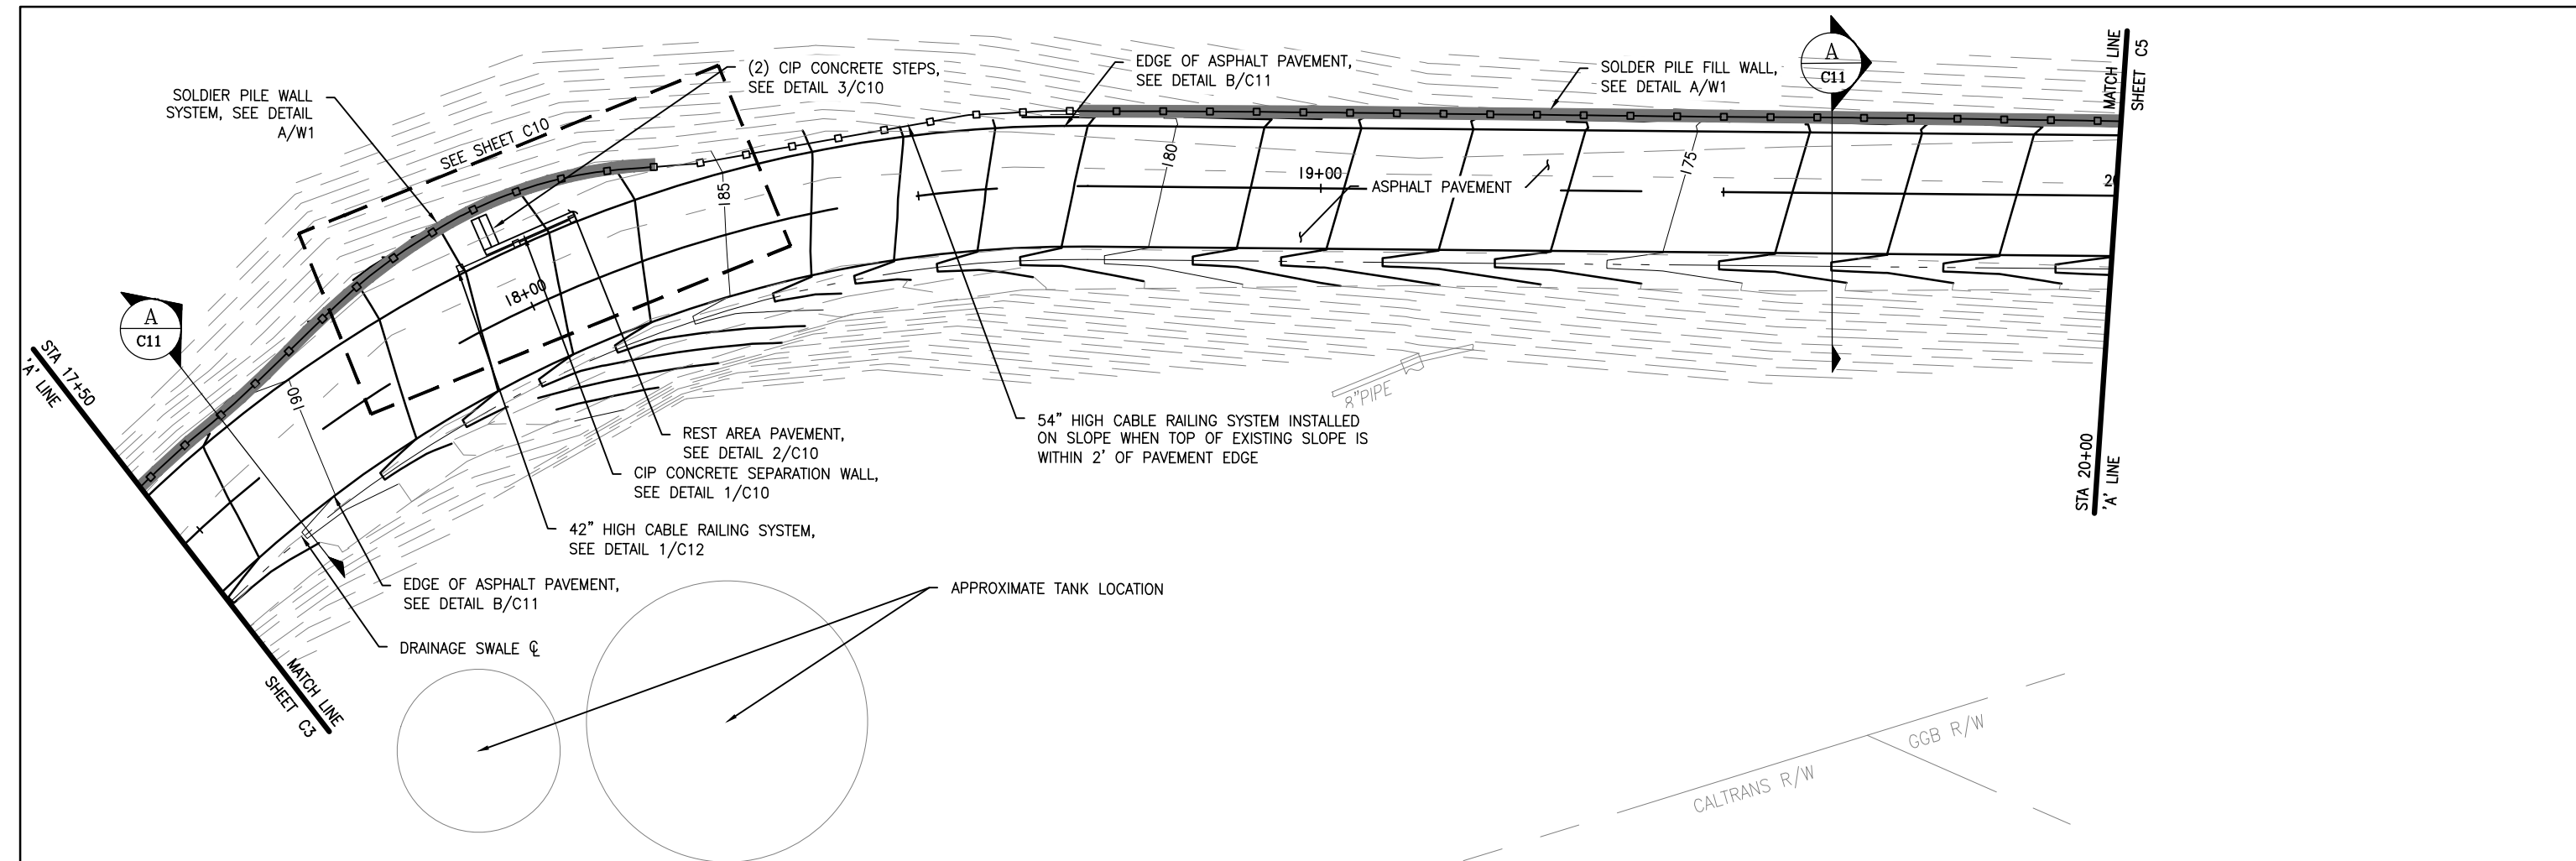 (2) CIP CONCRETE STEPS,
SEE DETAIL 3/C10
EDGE OF ASPHALT PAVEMENT,
SEE DETAIL B/C11
SOLDER PILE FILL WALL,
SEE DETAIL A/W1
A
C11
MATCH LINE
SHEET C5
SOLDIER PILE WALL
SYSTEM, SEE DETAIL
A/W1
SEE SHEET C10
185
180
19+00
ASPHALT PAVEMENT
175
20
18+00
A
C11
STA 17+50
'A' LINE
190
8"PIPE
54" HIGH CABLE RAILING SYSTEM INSTALLED
ON SLOPE WHEN TOP OF EXISTING SLOPE IS
WITHIN 2' OF PAVEMENT EDGE
REST AREA PAVEMENT,
SEE DETAIL 2/C10
CIP CONCRETE SEPARATION WALL,
SEE DETAIL 1/C10
STA 20+00
'A' LINE
42" HIGH CABLE RAILING SYSTEM,
SEE DETAIL 1/C12
EDGE OF ASPHALT PAVEMENT,
SEE DETAIL B/C11
APPROXIMATE TANK LOCATION
DRAINAGE SWALE ℄
MATCH LINE
SHEET C3
GGB R/W
CALTRANS R/W